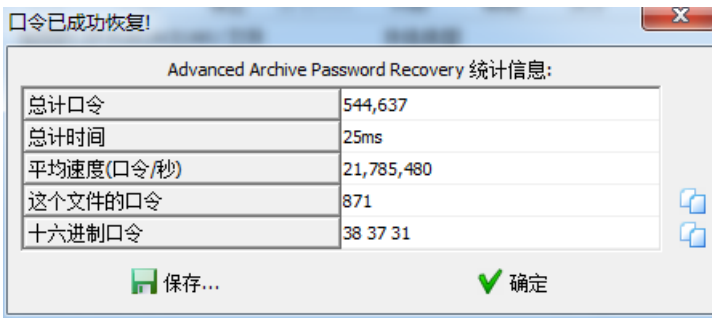 口令已成功恢复!
Advanced Archive Password Recovery 统计信息:
总计口令 544,637
总计时间 25ms
平均速度(口令/秒) 21,785,480
这个文件的口令 871
十六进制口令 38 37 31
保存... 确定